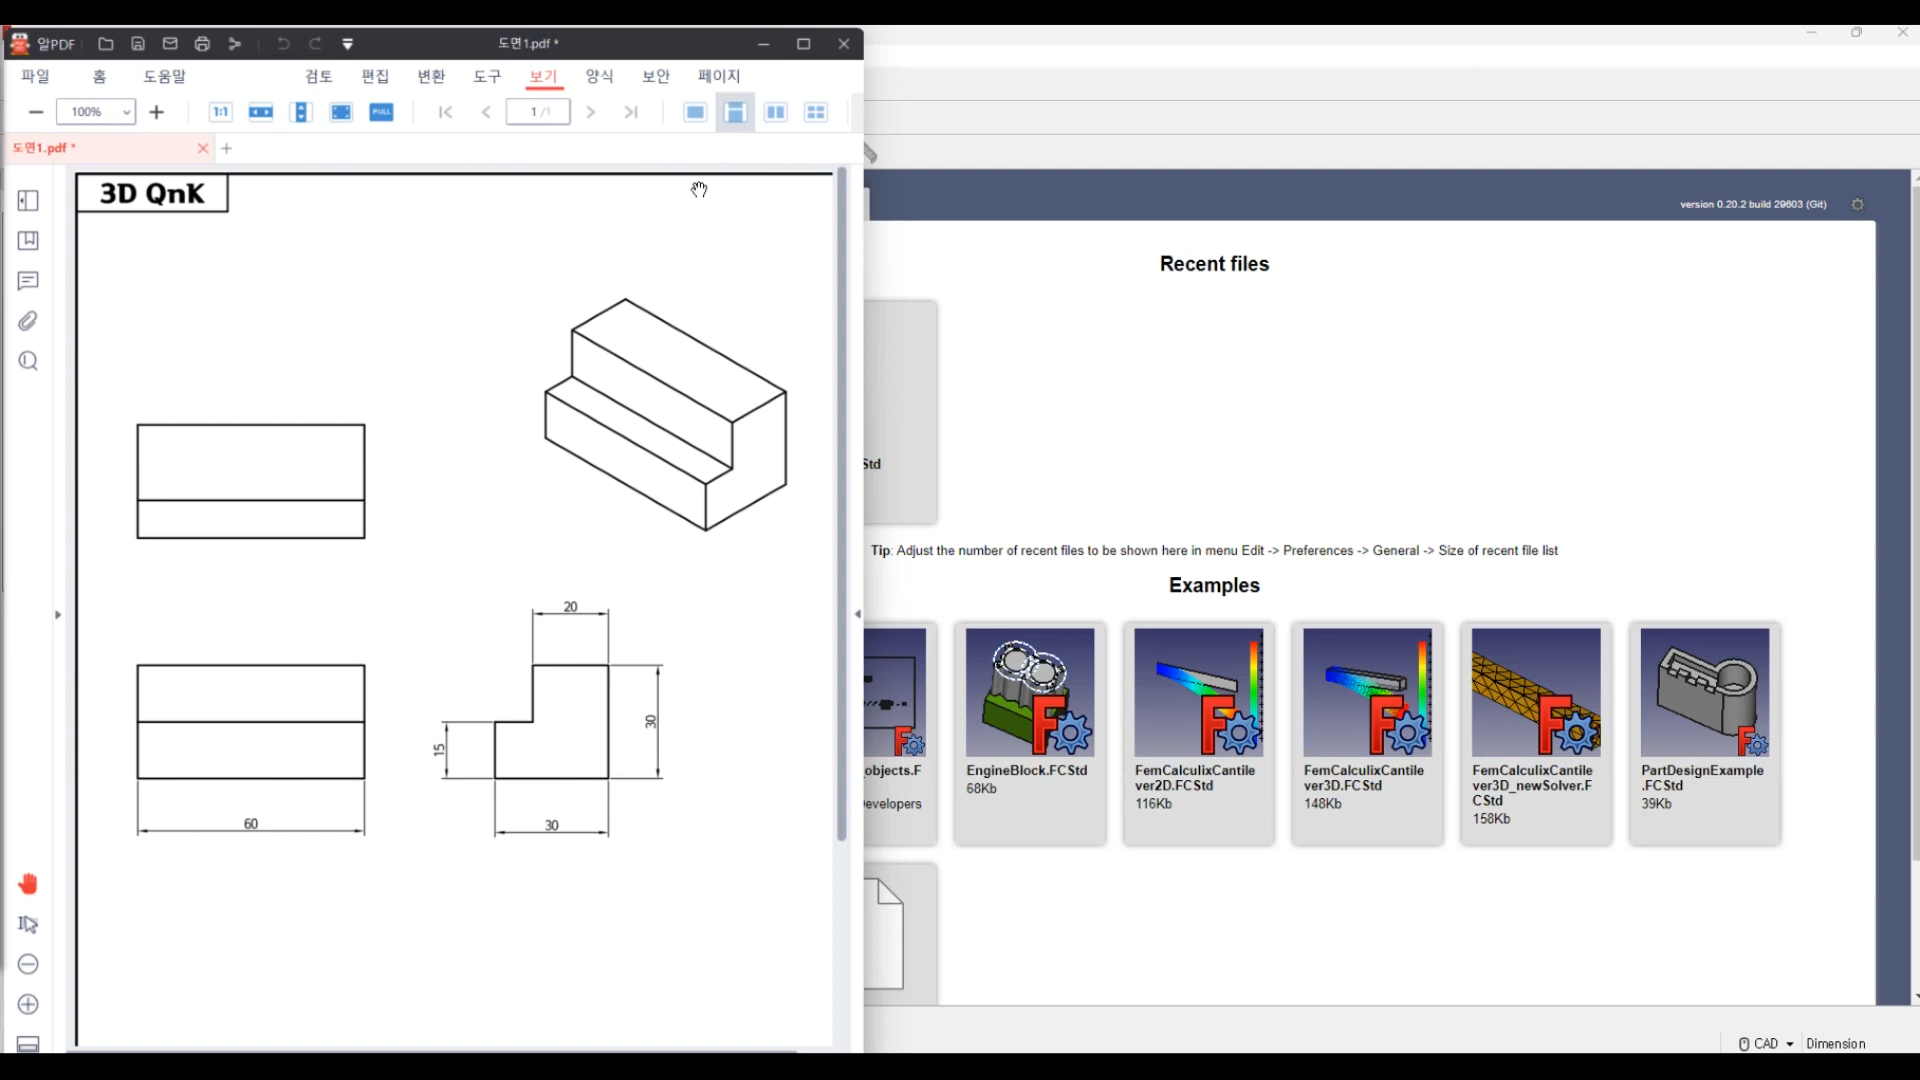 알PDF
도면1.pdf *
파일 홈 도움말 검토 편집 변환 도구 보기 양식 보안 페이지
100% 1:1 FULL 1 /1
도면1.pdf *
3D QnK
20
30
15
60
30
version 0.20.2 build 29603 (Git)
Recent files
Std
Tip: Adjust the number of recent files to be shown here in menu Edit -> Preferences -> General -> Size of recent file list
Examples
objects.F
evelopers
EngineBlock.FCStd
68Kb
FemCalculixCantile
ver2D.FCStd
116Kb
FemCalculixCantile
ver3D.FCStd
148Kb
FemCalculixCantile
ver3D_newSolver.F
CStd
158Kb
PartDesignExample
.FCStd
39Kb
CAD Dimension